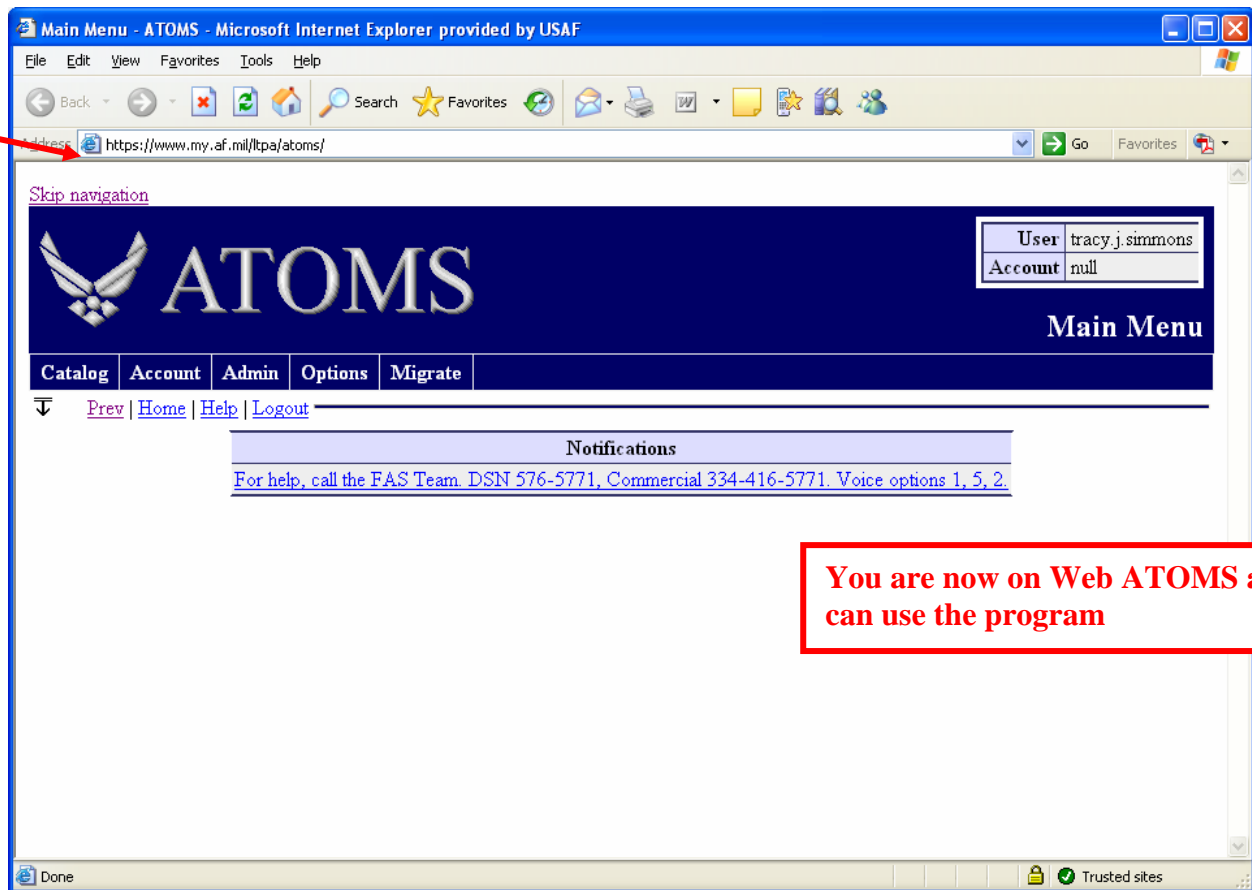 Main Menu - ATOMS - Microsoft Internet Explorer provided by USAF
File Edit View Favorites Tools Help
Back Search Favorites
Address https://www.my.af.mil/ltpa/atoms/ Go Favorites
Skip navigation
ATOMS
User tracy.j.simmons
Account null
Main Menu
Catalog Account Admin Options Migrate
Prev | Home | Help | Logout
Notifications
For help, call the FAS Team. DSN 576-5771, Commercial 334-416-5771. Voice options 1, 5, 2.
You are now on Web ATOMS
can use the program
Done Trusted sites